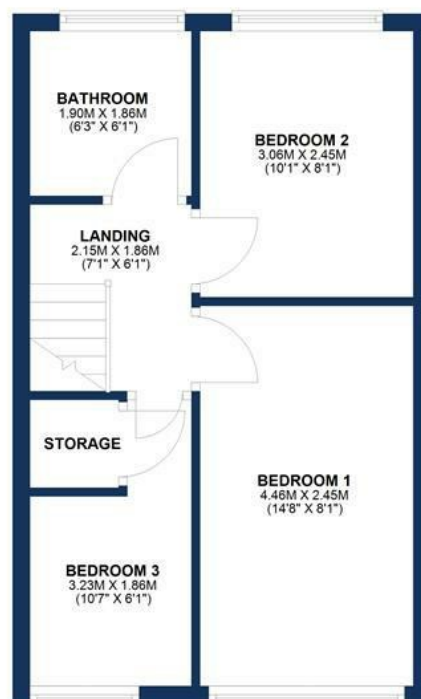 BATHROOM
1.90M X 1.86M
(6'3" X 6'1")
BEDROOM 2
3.06M X 2.45M
(10'1" X 8'1")
LANDING
2.15M X 1.86M
(7'1" X 6'1")
STORAGE
BEDROOM 1
4.46M X 2.45M
(14'8" X 8'1")
BEDROOM 3
3.23M X 1.86M
(10'7" X 6'1")